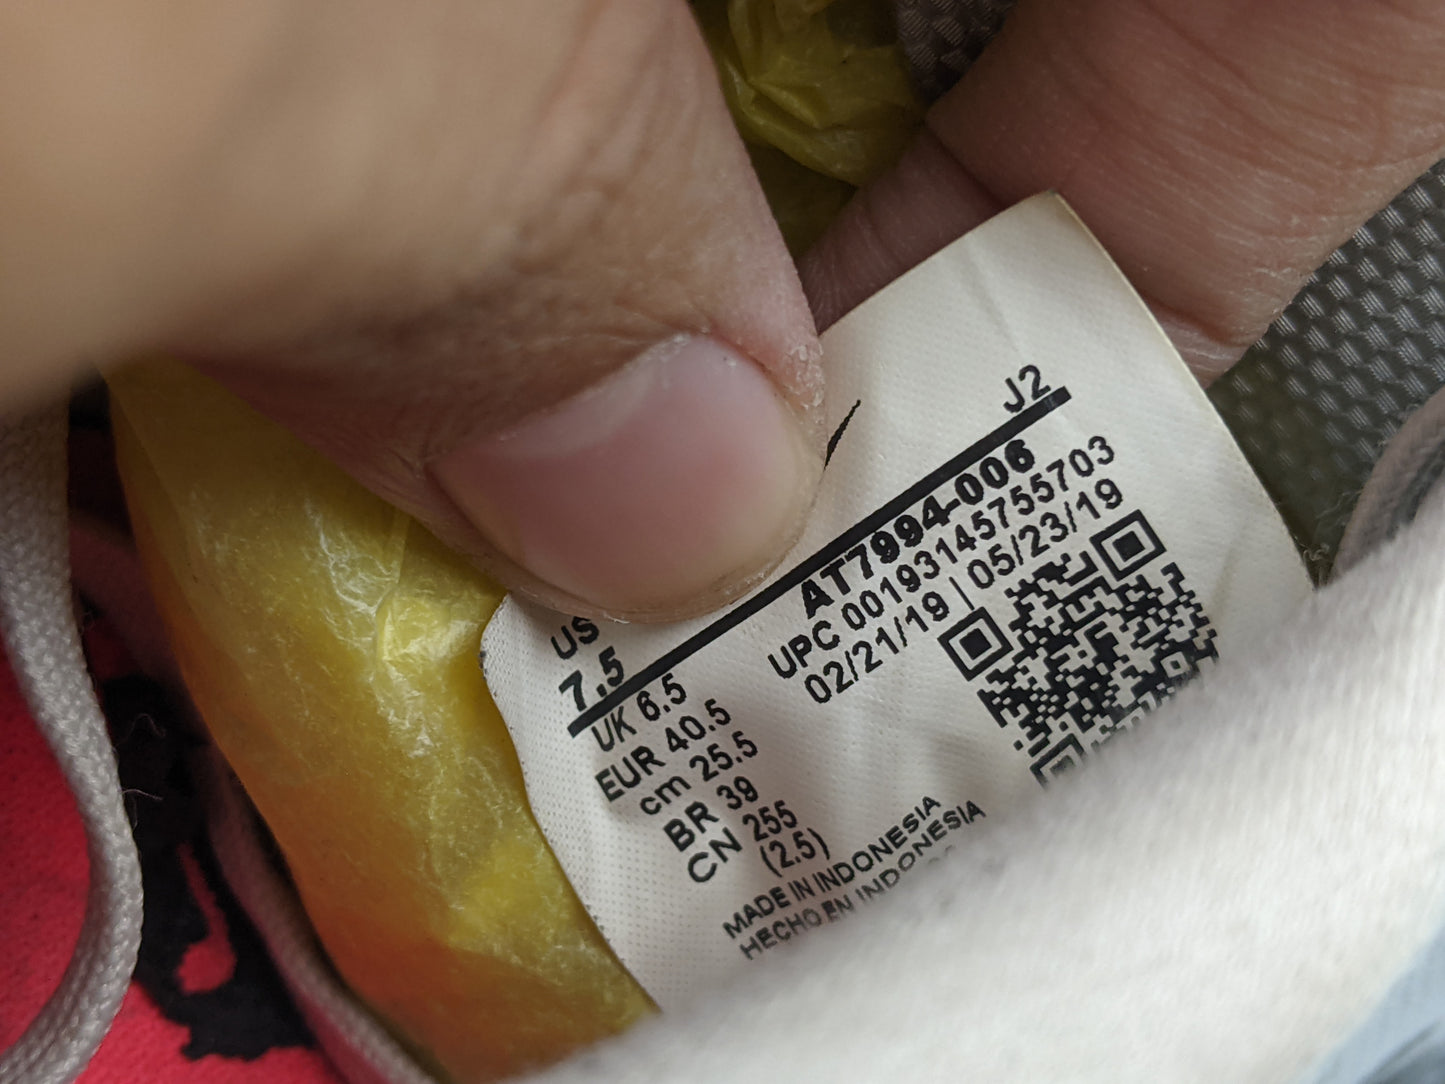 J2
US
7.5
AT7994-006
UPC 00193145755703
02/21/19 | 05/23/19
UK 6.5
EUR 40.5
cm 25.5
BR 39
CN 255
(2.5)
MADE IN INDONESIA
HECHO EN INDONESIA